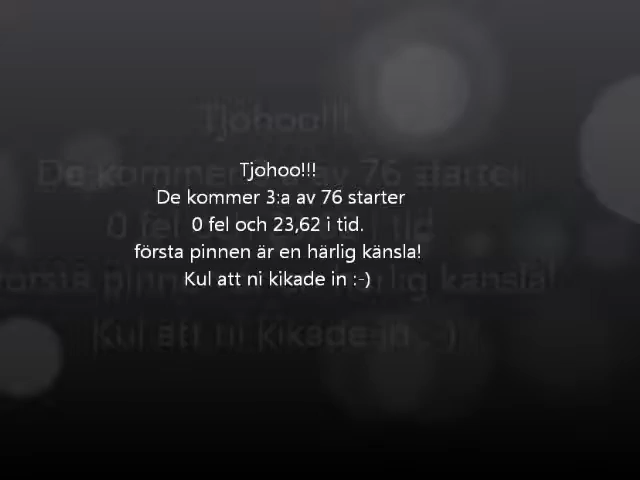 Tjohoo!!!
De kommer 3:a av 76 starter
0 fel och 23,62 i tid.
första pinnen är en härlig känsla!
Kul att ni kikade in :-)